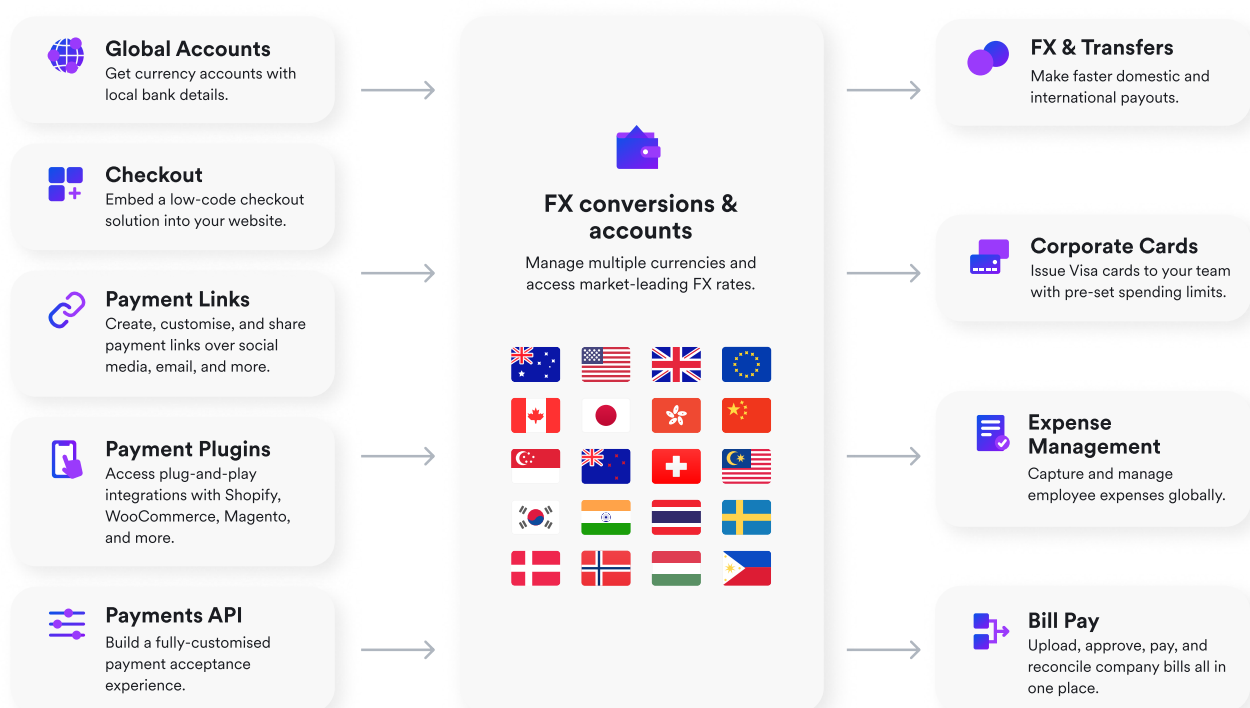 Global Accounts
Get currency accounts with
local bank details.
Checkout
Embed a low-code checkout
solution into your website.
Payment Links
Create, customise, and share
payment links over social
media, email, and more.
Payment Plugins
Access plug-and-play
integrations with Shopify,
WooCommerce, Magento,
and more.
Payments API
Build a fully-customised
payment acceptance
experience.
FX conversions &
accounts
Manage multiple currencies and
access market-leading FX rates.
FX & Transfers
Make faster domestic and
international payouts.
Corporate Cards
Issue Visa cards to your team
with pre-set spending limits.
Expense
Management
Capture and manage
employee expenses globally.
Bill Pay
Upload, approve, pay, and
reconcile company bills all in
one place.